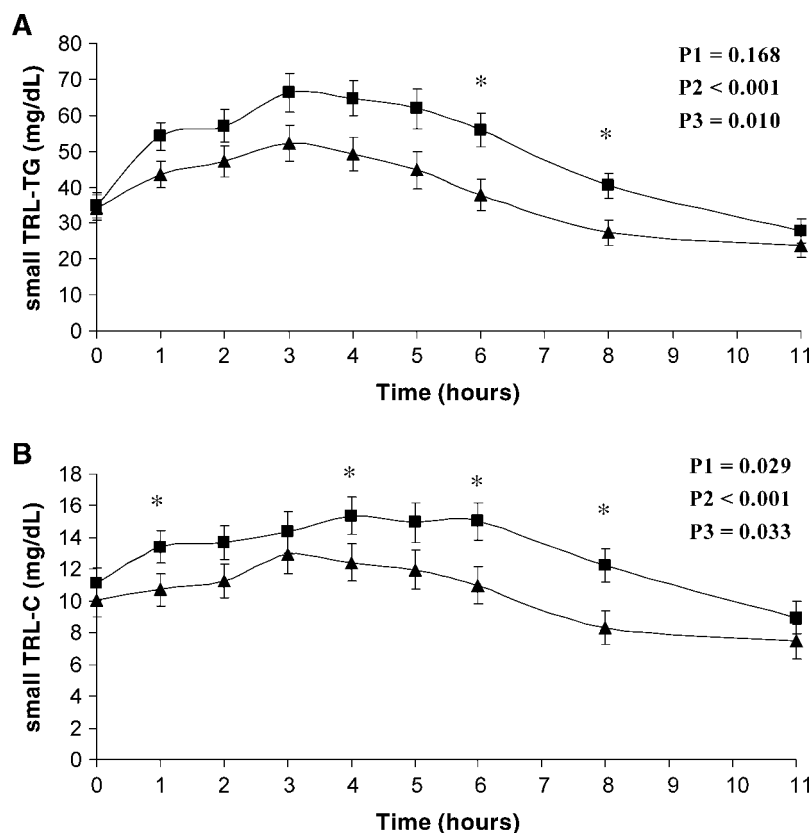 A
small TRL-TG (mg/dL)
80
70
60
50
40
30
20
10
0
* *
P1 = 0.168
P2 < 0.001
P3 = 0.010
0 1 2 3 4 5 6 7 8 9 10 11
Time (hours)
B
small TRL-C (mg/dL)
18
16
14
12
10
8
6
4
2
0
* * * *
P1 = 0.029
P2 < 0.001
P3 = 0.033
0 1 2 3 4 5 6 7 8 9 10 11
Time (hours)